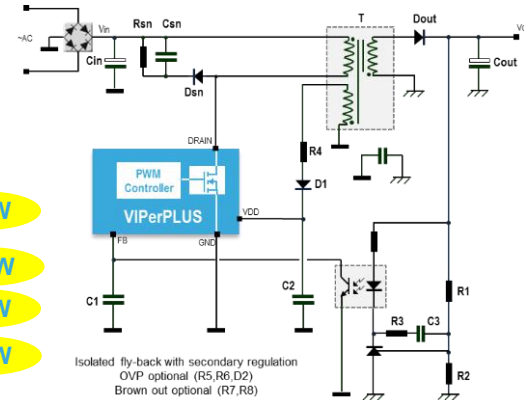 T
Dout
Rsn
Csn
Vin
~AC
Cin
Cout
Dsn
DRAIN
R4
PWM
Controller
D1
VIPerPLUS
VDD
FB
GND
C1
C2
R1
R3
C3
R2
W
W
W
W
Isolated fly-back with secondary regulation
OVP optional (R5,R6,D2)
Brown out optional (R7,R8)